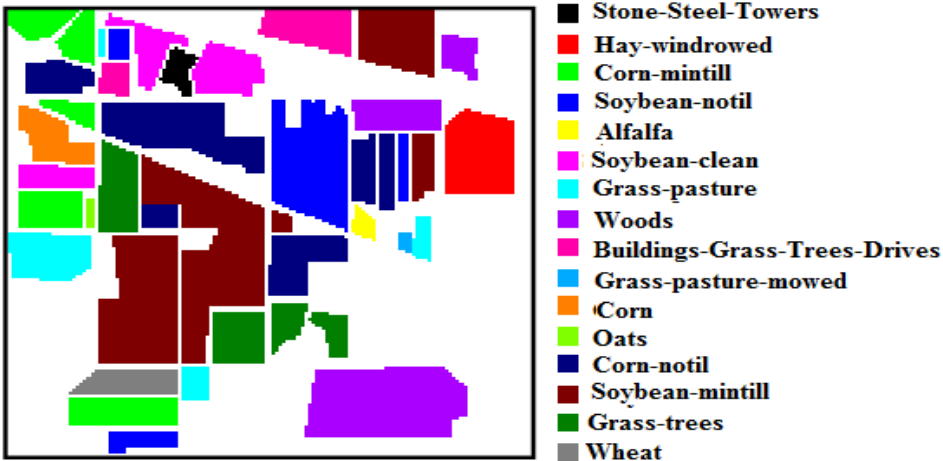 Stone-Steel-Towers
Hay-windrowed
Corn-mintill
Soybean-notil
Alfalfa
Soybean-clean
Grass-pasture
Woods
Buildings-Grass-Trees-Drives
Grass-pasture-mowed
Corn
Oats
Corn-notil
Soybean-mintill
Grass-trees
Wheat